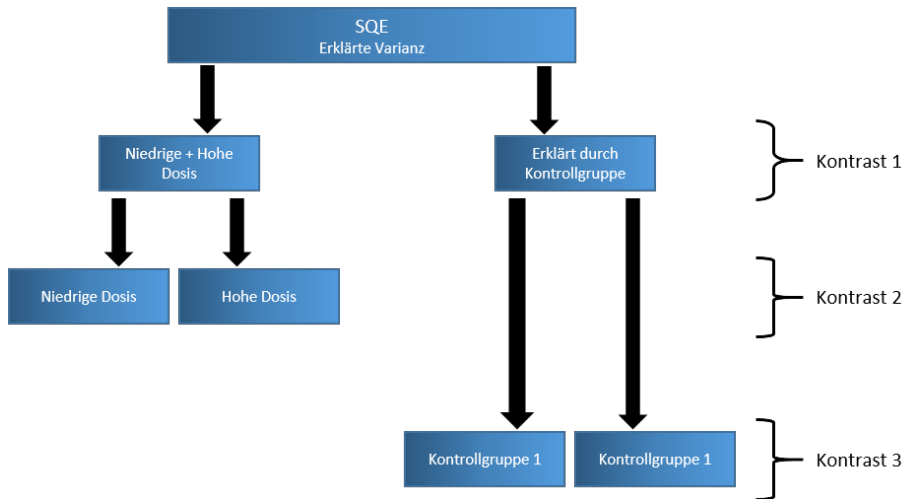 SQE
Erklärte Varianz
Niedrige + Hohe
Dosis
Erklärt durch
Kontrollgruppe
Kontrast 1
Niedrige Dosis
Hohe Dosis
Kontrast 2
Kontrollgruppe 1
Kontrollgruppe 1
Kontrast 3